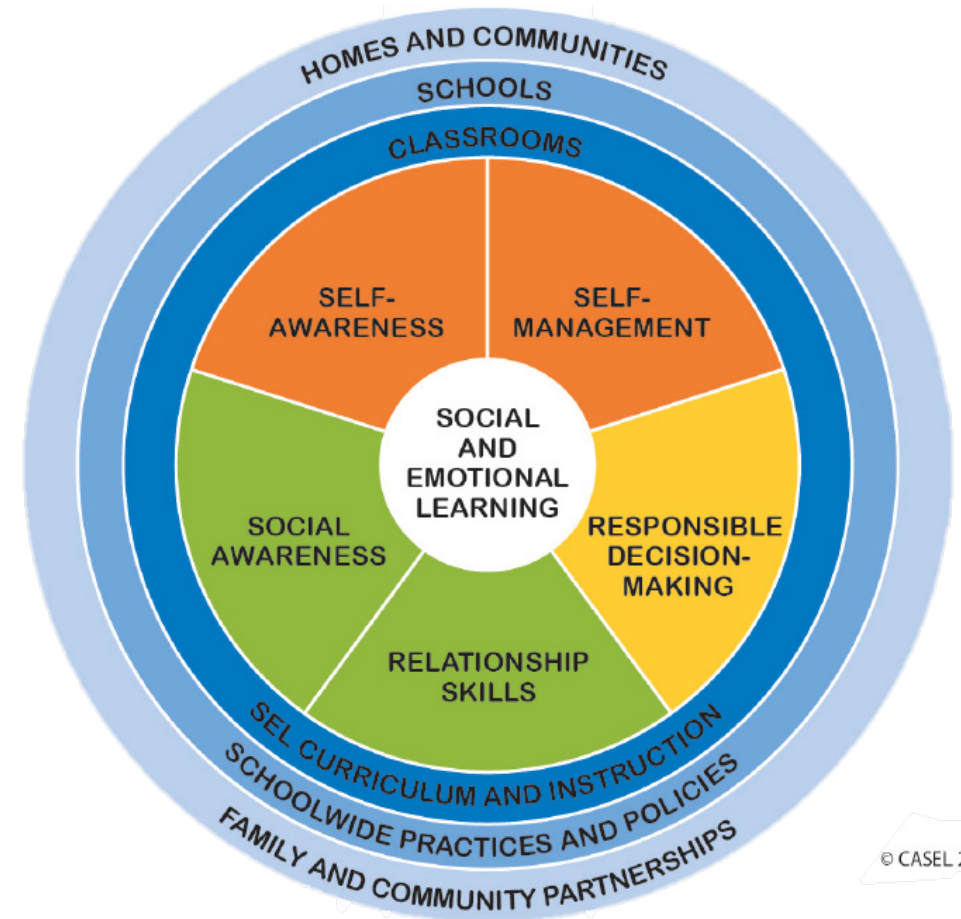 HOMES AND COMMUNITIES
SCHOOLS
CLASSROOMS
SELF-
AWARENESS
SELF-
MANAGEMENT
SOCIAL
AND
EMOTIONAL
LEARNING
SOCIAL
AWARENESS
RESPONSIBLE
DECISION-
MAKING
RELATIONSHIP
SKILLS
SEL CURRICULUM AND INSTRUCTION
SCHOOLWIDE PRACTICES AND POLICIES
FAMILY AND COMMUNITY PARTNERSHIPS
© CASEL 2